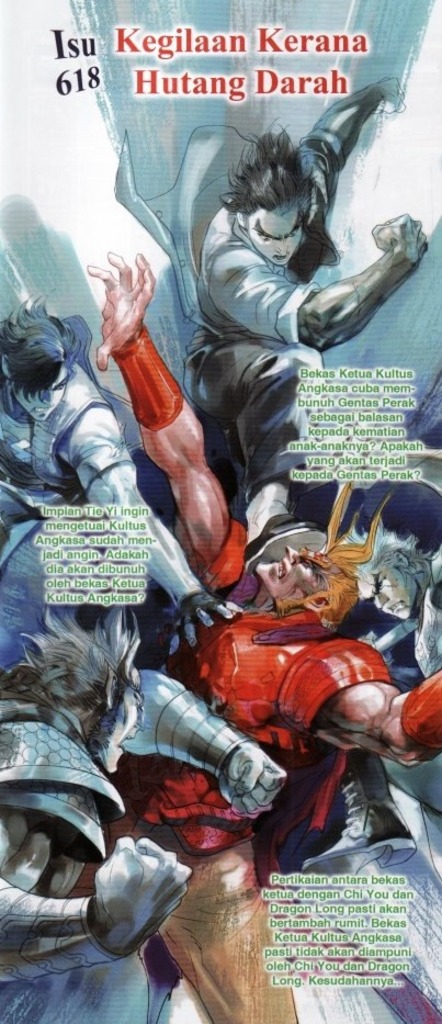 Isu
618
Kegilaan Kerana
Hutang Darah
Bekas Ketua Kultus
Angkasa cuba mem-
bunuh Gentas Perak
sebagai balasan
kepada kematian
anak-anaknya? Apakah
yang akan terjadi
kepada Gentas Perak?
Impian Tie Yi ingin
mengetuai Kultus
Angkasa sudah men-
jadi angin. Adakah
dia akan dibunuh
oleh bekas Ketua
Kultus Angkasa?
Pertikaian antara bekas
ketua dengan Chi You dan
Dragon Long pasti akan
bertambah rumit. Bekas
Ketua Kultus Angkasa
pasti tidak akan diampuni
oleh Chi You dan Dragon
Long. Kesudahannya...